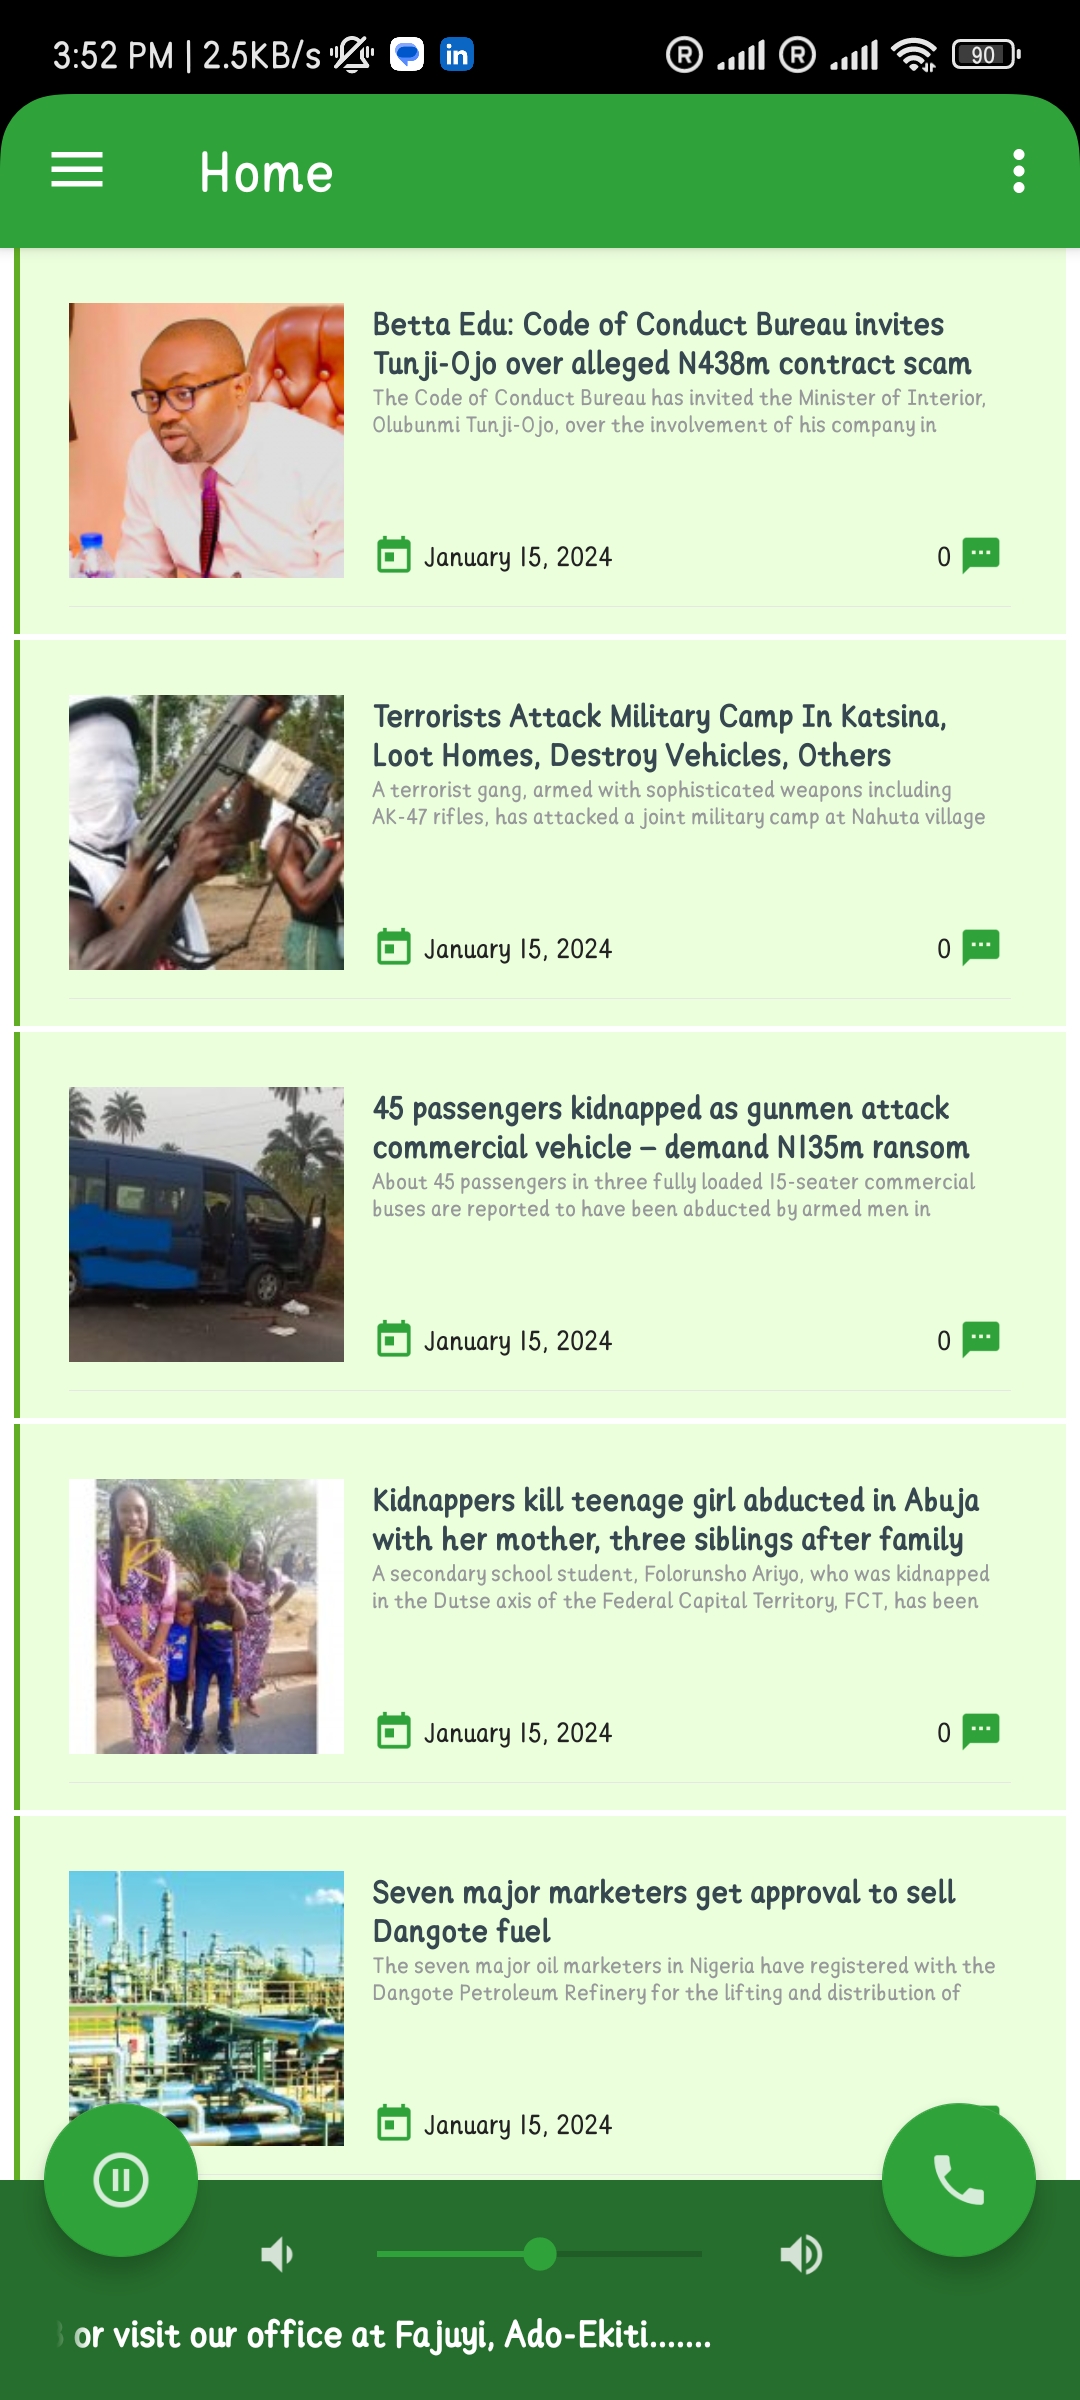 3:52 PM | 2.5KB/s
90
Home
Betta Edu: Code of Conduct Bureau invites
Tunji-Ojo over alleged N438m contract scam
The Code of Conduct Bureau has invited the Minister of Interior,
Olubunmi Tunji-Ojo, over the involvement of his company in
January 15, 2024
0
Terrorists Attack Military Camp In Katsina,
Loot Homes, Destroy Vehicles, Others
A terrorist gang, armed with sophisticated weapons including
AK-47 rifles, has attacked a joint military camp at Nahuta village
January 15, 2024
0
45 passengers kidnapped as gunmen attack
commercial vehicle – demand N135m ransom
About 45 passengers in three fully loaded 15-seater commercial
buses are reported to have been abducted by armed men in
January 15, 2024
0
Kidnappers kill teenage girl abducted in Abuja
with her mother, three siblings after family
A secondary school student, Folorunsho Ariyo, who was kidnapped
in the Dutse axis of the Federal Capital Territory, FCT, has been
January 15, 2024
0
Seven major marketers get approval to sell
Dangote fuel
The seven major oil marketers in Nigeria have registered with the
Dangote Petroleum Refinery for the lifting and distribution of
January 15, 2024
or visit our office at Fajuyi, Ado-Ekiti.......